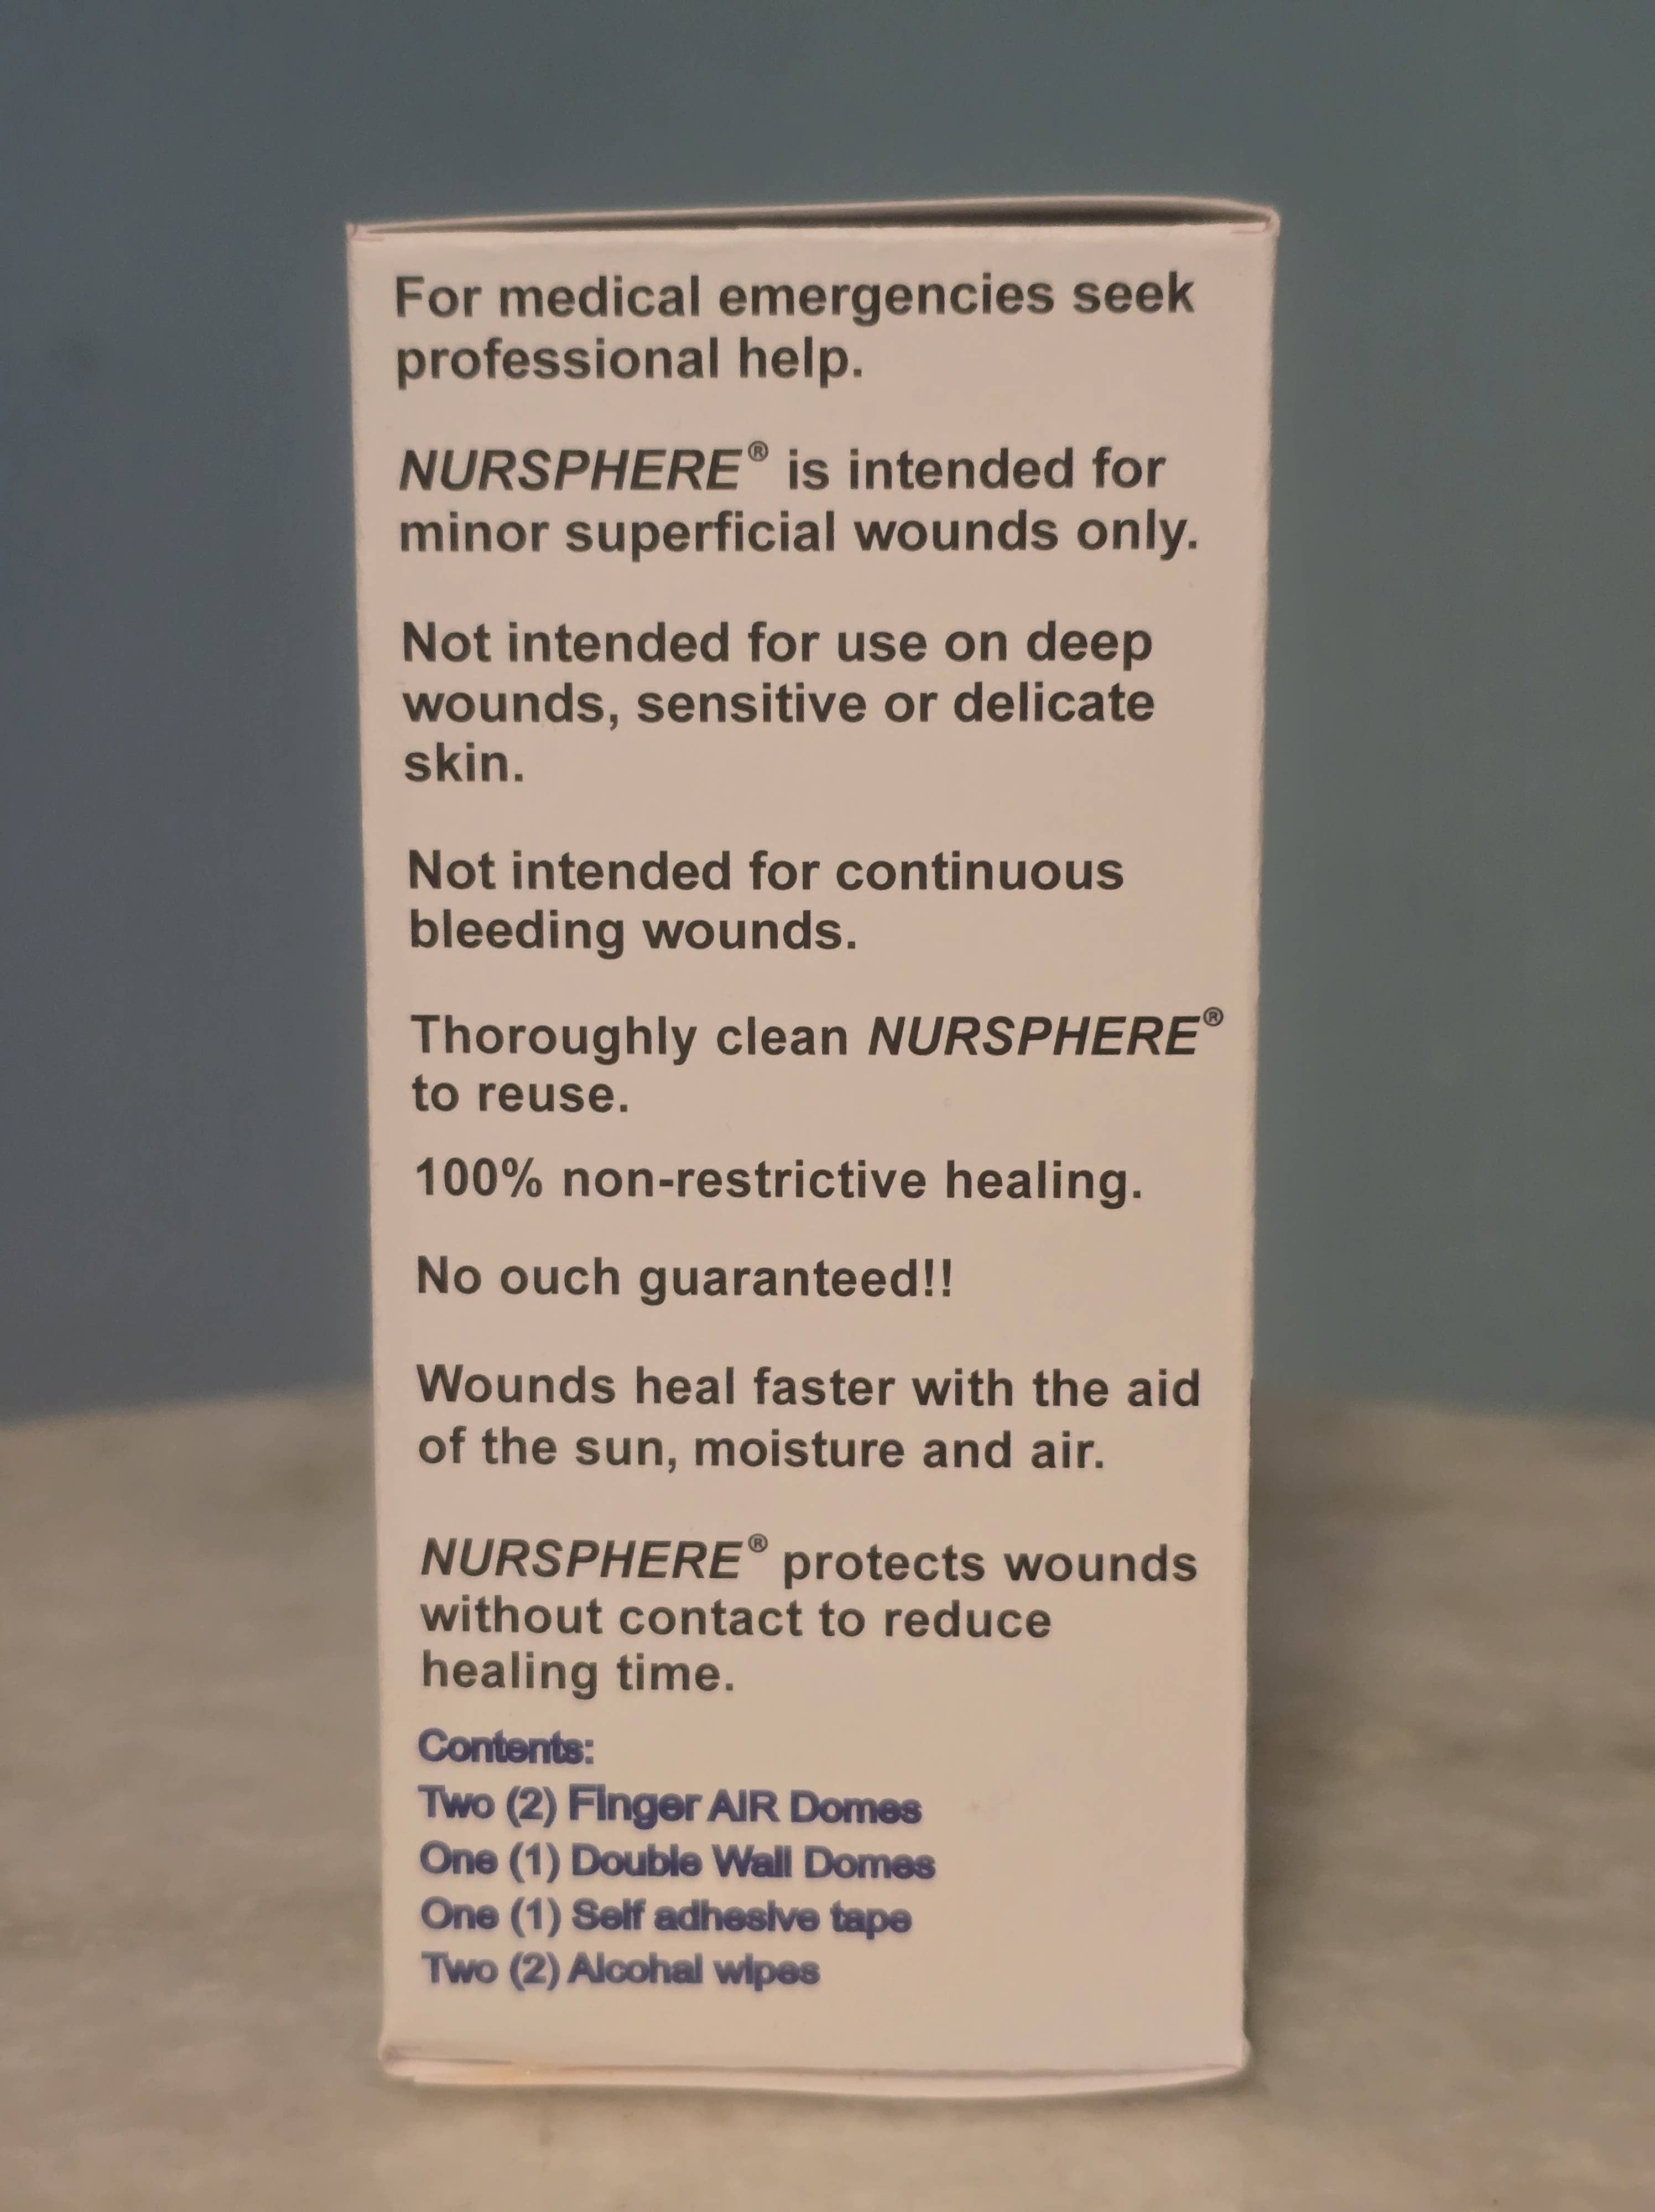 For medical emergencies seek
professional help.
NURSPHERE® is intended for
minor superficial wounds only.
Not intended for use on deep
wounds, sensitive or delicate
skin.
Not intended for continuous
bleeding wounds.
Thoroughly clean NURSPHERE®
to reuse.
100% non-restrictive healing.
No ouch guaranteed!!
Wounds heal faster with the aid
of the sun, moisture and air.
NURSPHERE® protects wounds
without contact to reduce
healing time.
Contents:
Two (2) Finger AIR Domes
One (1) Double Wall Domes
One (1) Self adhesive tape
Two (2) Alcohal wipes